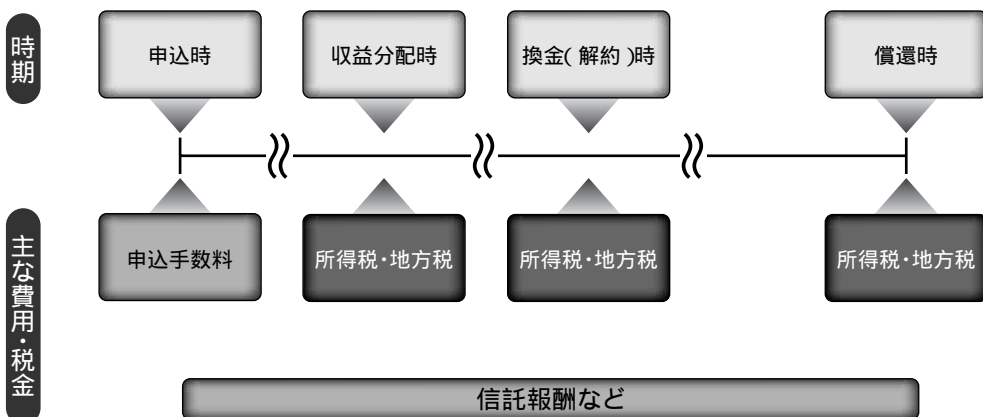 時期
申込時
収益分配時
換金(解約)時
償還時
主な費用・税金
申込手数料
所得税・地方税
所得税・地方税
所得税・地方税
信託報酬など